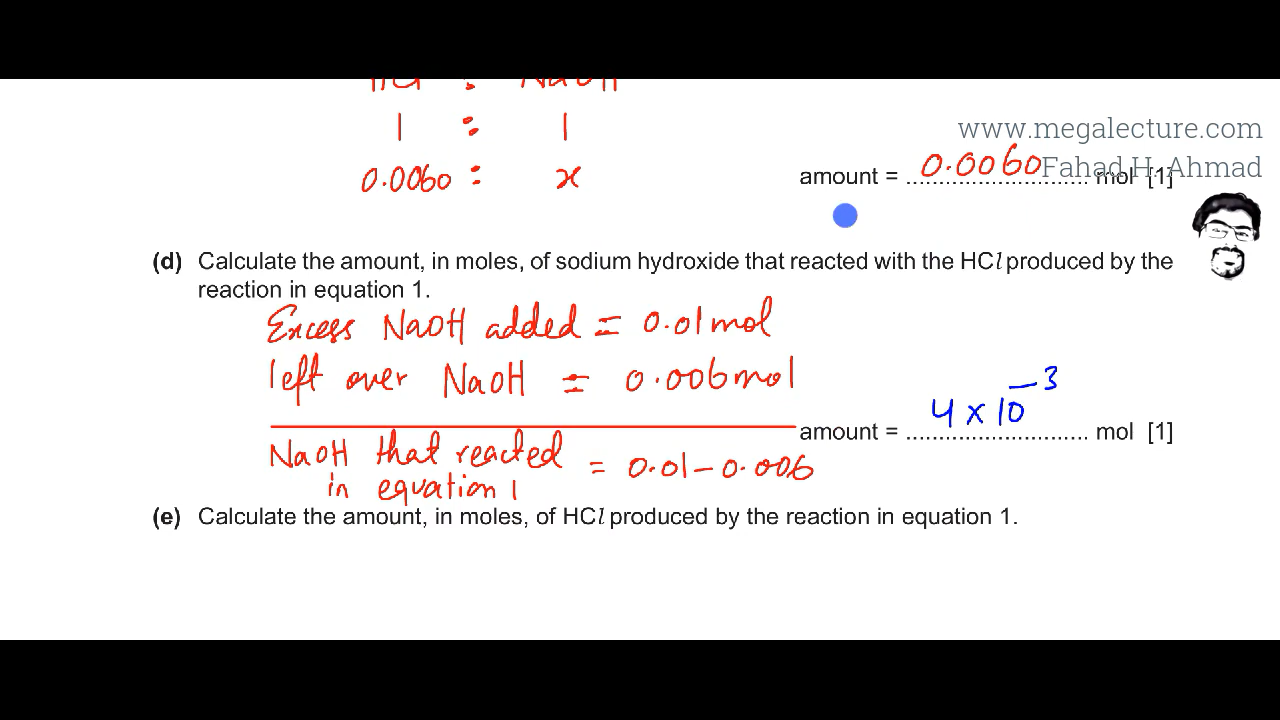 HCl : NaOH
1 : 1
www.megalecture.com
0.0060 : x
amount = 0.0060 mol [1]
Fahad H. Ahmad
(d) Calculate the amount, in moles, of sodium hydroxide that reacted with the HCl produced by the
reaction in equation 1.
Excess NaOH added = 0.01mol
left over NaOH = 0.006mol
amount = 4 x 10^-3 mol [1]
NaOH that reacted = 0.01 - 0.006
in equation 1
(e) Calculate the amount, in moles, of HCl produced by the reaction in equation 1.